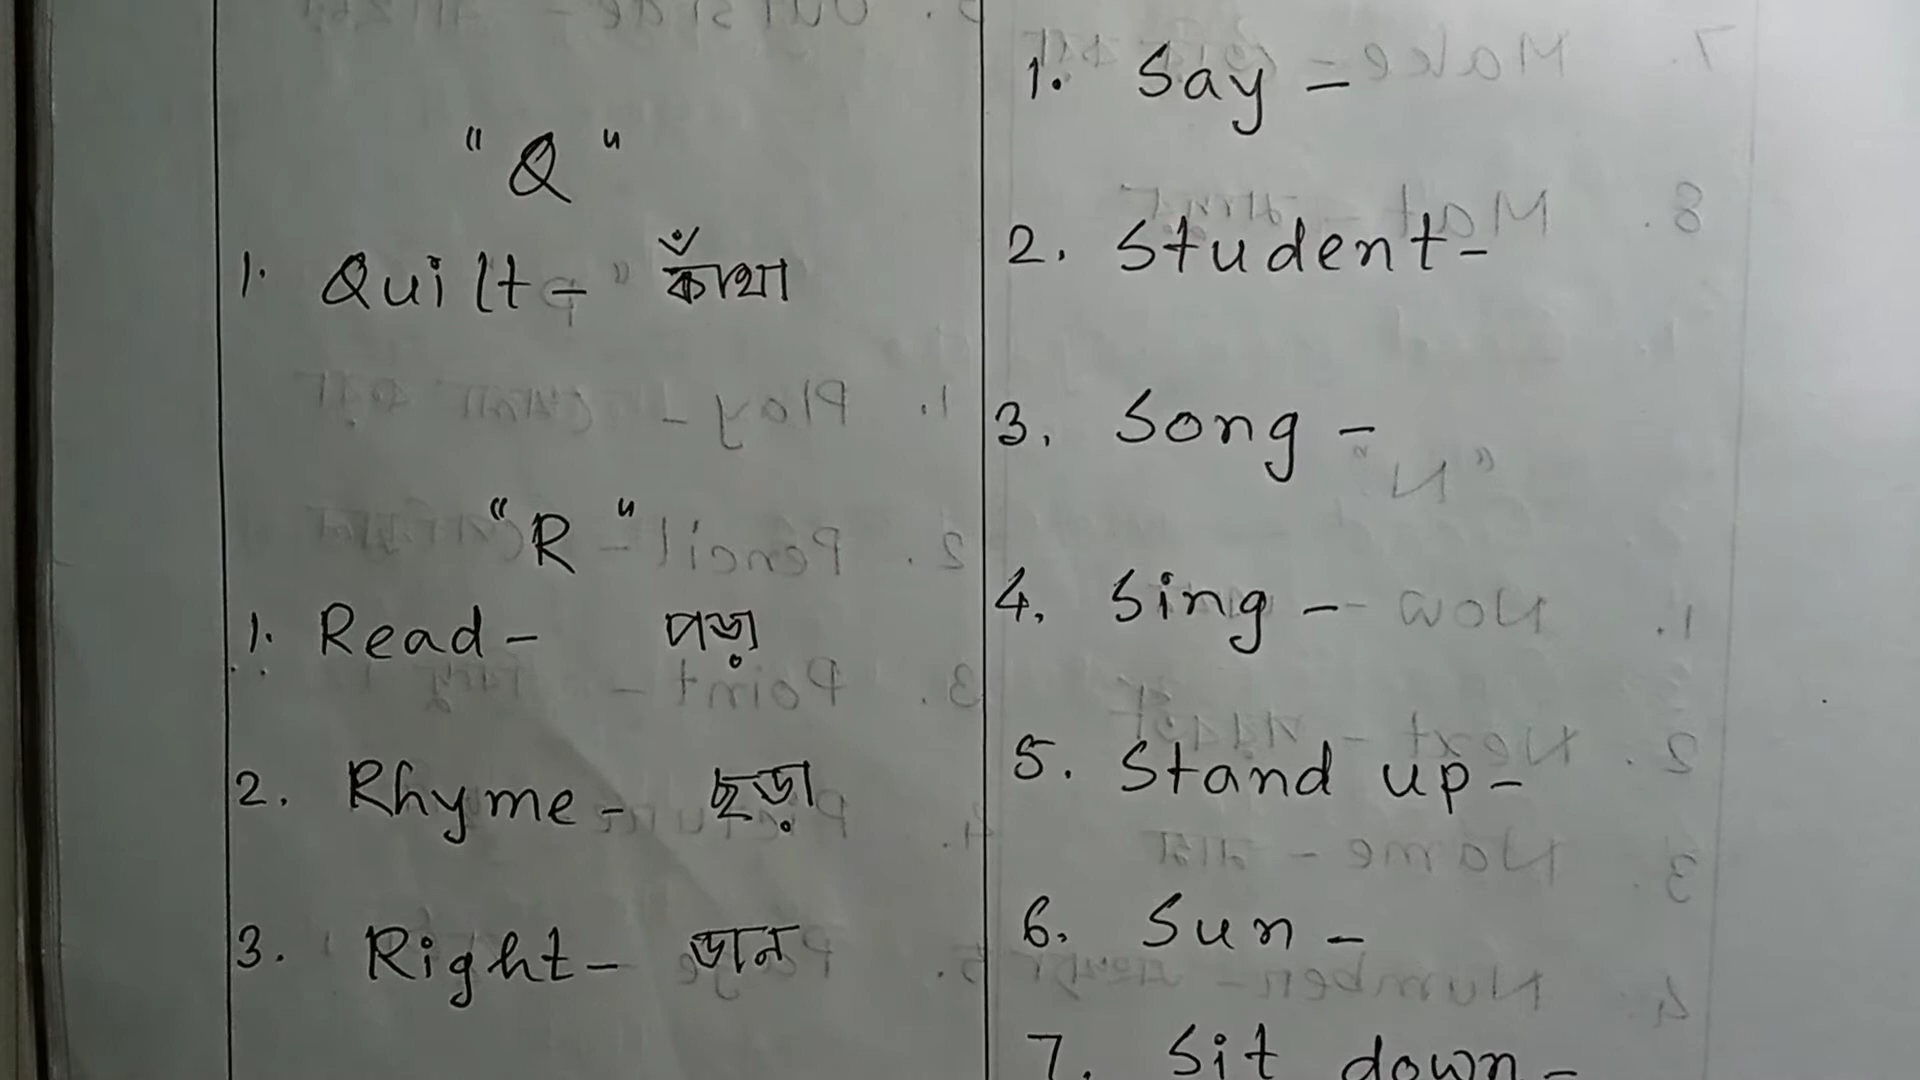 "Q"
1. Quilt - কাঁথা
"R"
1. Read - পড়া
2. Rhyme - ছড়া
3. Right - ডান
1. Say -
2. Student -
3. Song -
4. Sing -
5. Stand up -
6. Sun -
7. Sit down -